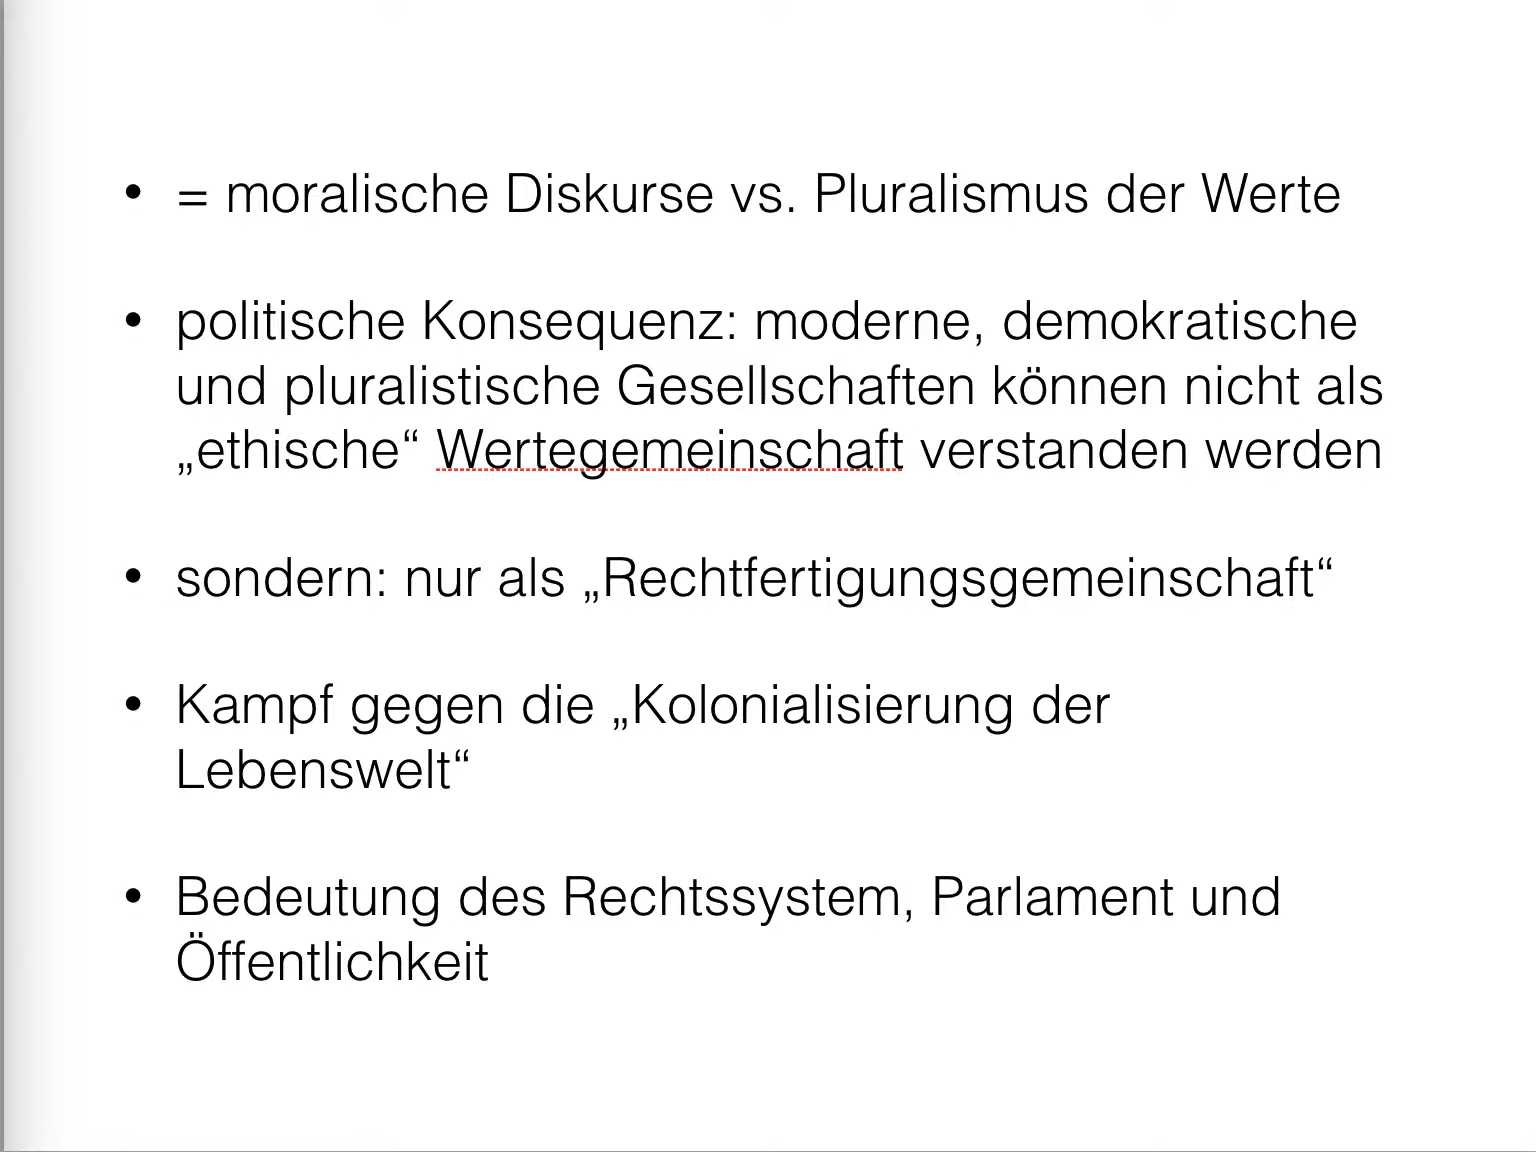 • = moralische Diskurse vs. Pluralismus der Werte
• politische Konsequenz: moderne, demokratische
und pluralistische Gesellschaften können nicht als
„ethische“ Wertegemeinschaft verstanden werden
• sondern: nur als „Rechtfertigungsgemeinschaft“
• Kampf gegen die „Kolonialisierung der
Lebenswelt“
• Bedeutung des Rechtssystem, Parlament und
Öffentlichkeit